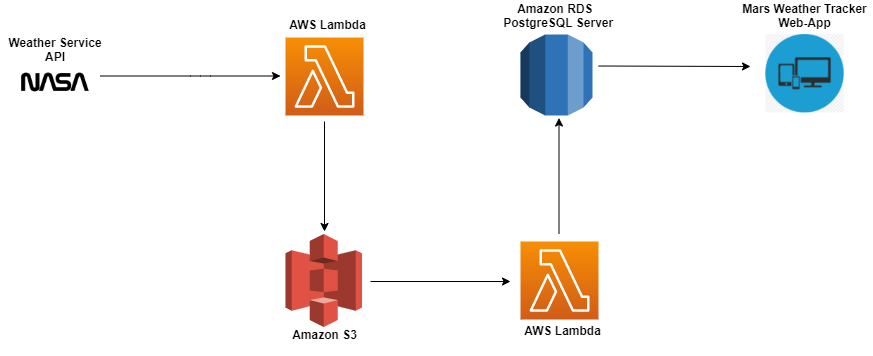 Weather Service
API
NASA
AWS Lambda
Amazon S3
AWS Lambda
Amazon RDS
PostgreSQL Server
Mars Weather Tracker
Web-App